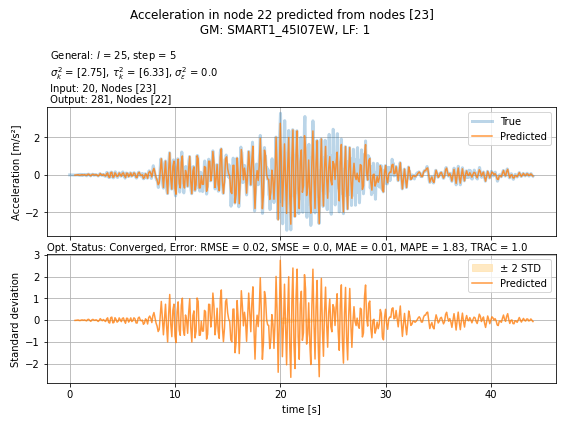 Acceleration in node 22 predicted from nodes [23]
GM: SMART1_45I07EW, LF: 1
General: l = 25, step = 5
σ²ₖ = [2.75], τ²ₖ = [6.33], σ²ε = 0.0
Input: 20, Nodes [23]
Output: 281, Nodes [22]
True
Predicted
Acceleration [m/s²]
2
0
−2
Opt. Status: Converged, Error: RMSE = 0.02, SMSE = 0.0, MAE = 0.01, MAPE = 1.83, TRAC = 1.0
± 2 STD
Predicted
Standard deviation
3
2
1
0
−1
−2
0 10 20 30 40
time [s]